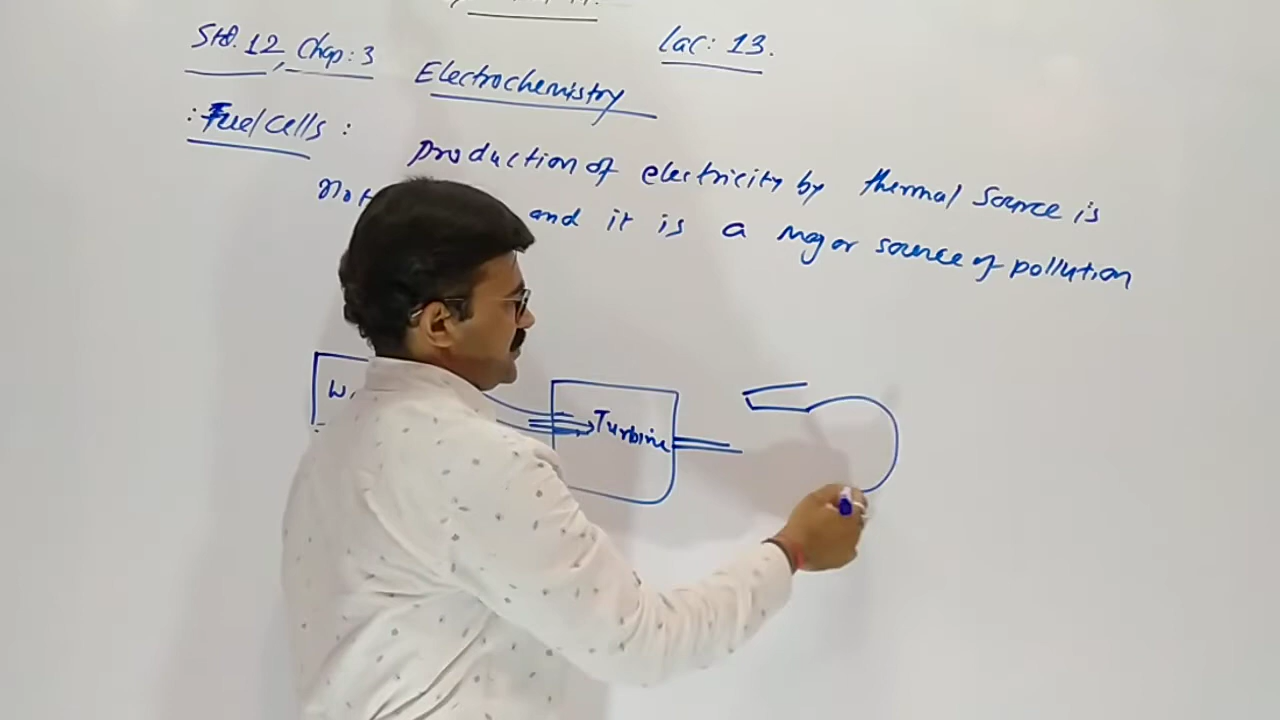 Std. 12, Chap: 3
Lac: 13.
Electrochemistry
: Fuel cells :
Production of electricity by thermal source is
and it is a major source of pollution
Turbine